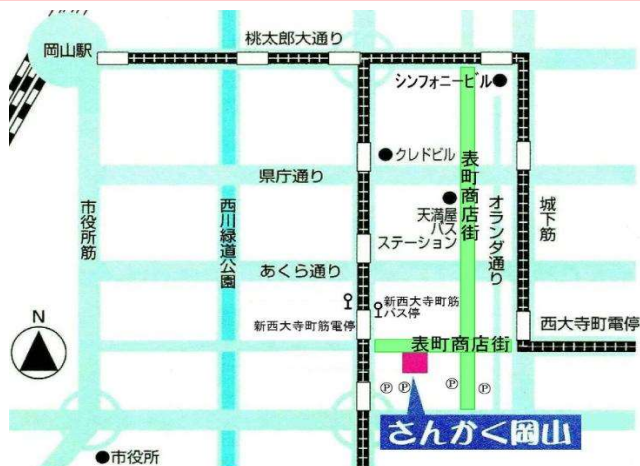 岡山駅
桃太郎大通り
シンフォニービル
クレドビル
県庁通り
表町商店街
天満屋
バス
ステーション
オランダ通り
城下筋
市役所筋
西川緑道公園
あくら通り
新西大寺町筋
バス停
新西大寺町筋電停
西大寺町電停
N
表町商店街
Ⓟ Ⓟ Ⓟ Ⓟ
さんかく岡山
市役所